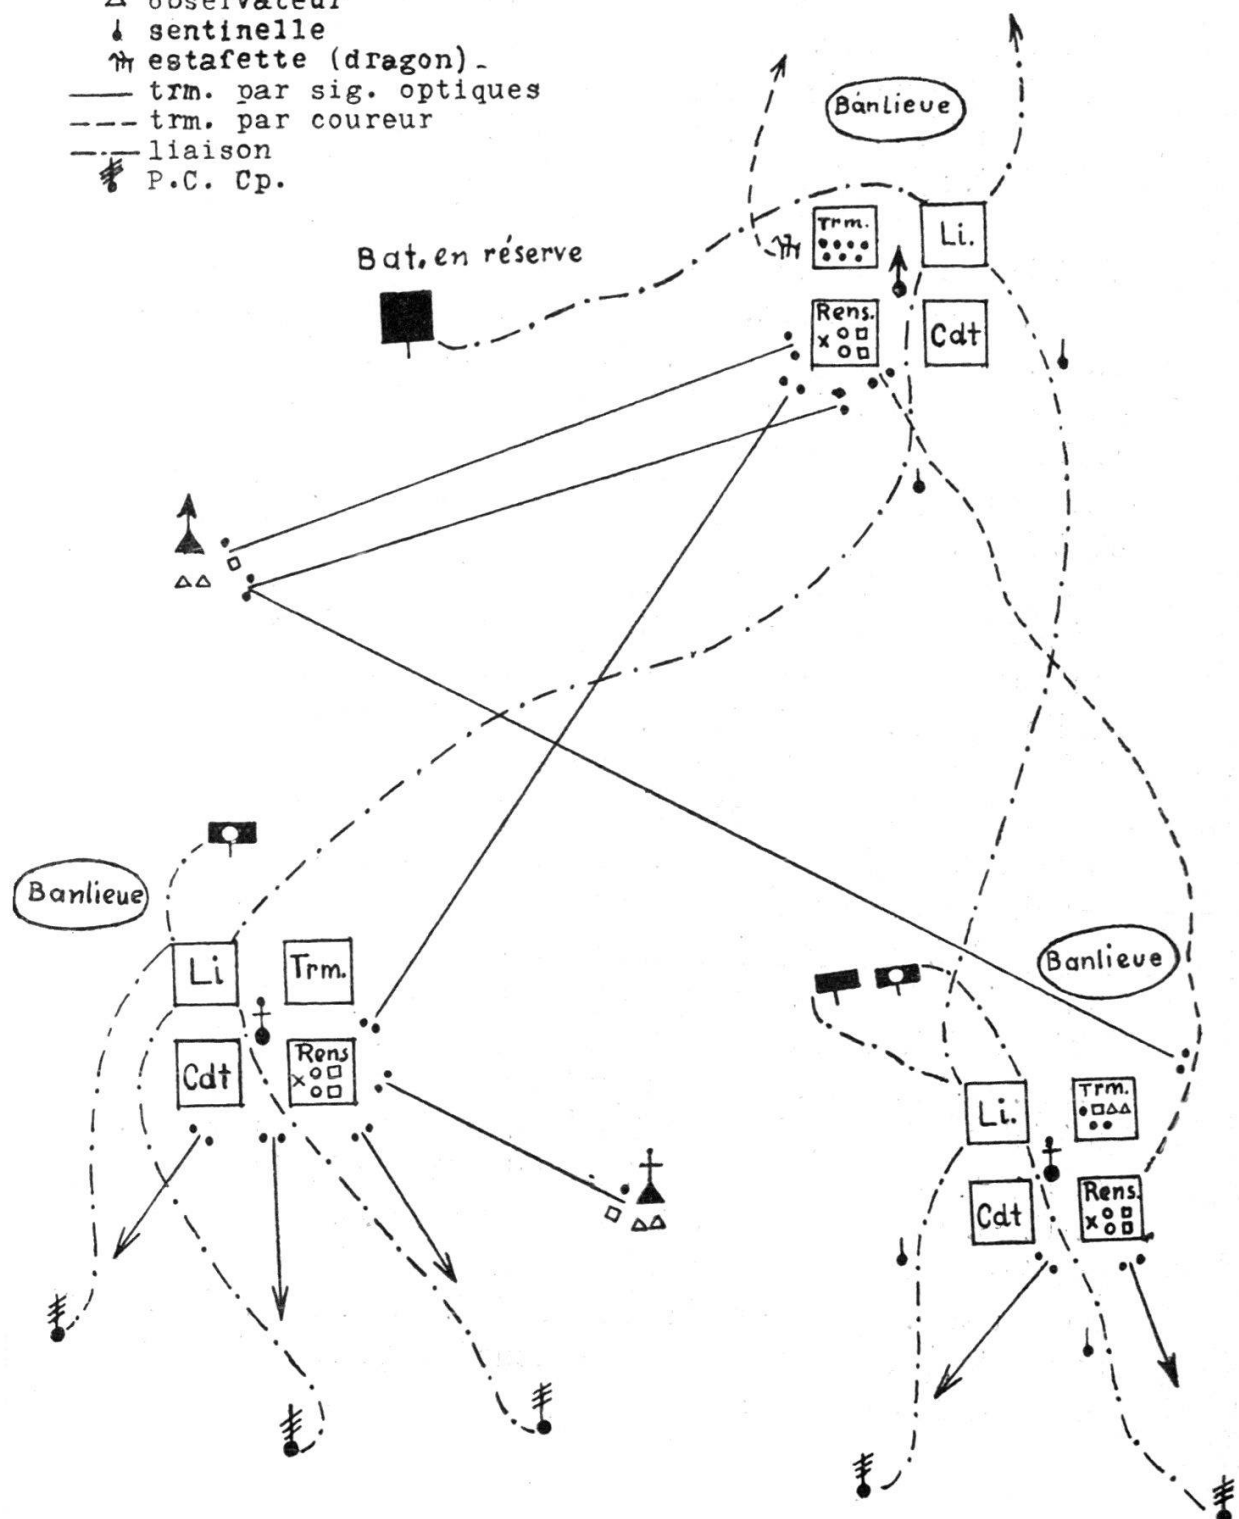 observateur
sentinelle
estafette (dragon)-
trm. par sig. optiques
trm. par coureur
liaison
P.C. Cp.
Banlieue
Trm.
Li.
Bat. en réserve
Rens.
x
Cdt
Banlieue
Li
Trm.
Cdt
Rens
x
Banlieue
Li.
Trm.
Cdt
Rens.
x